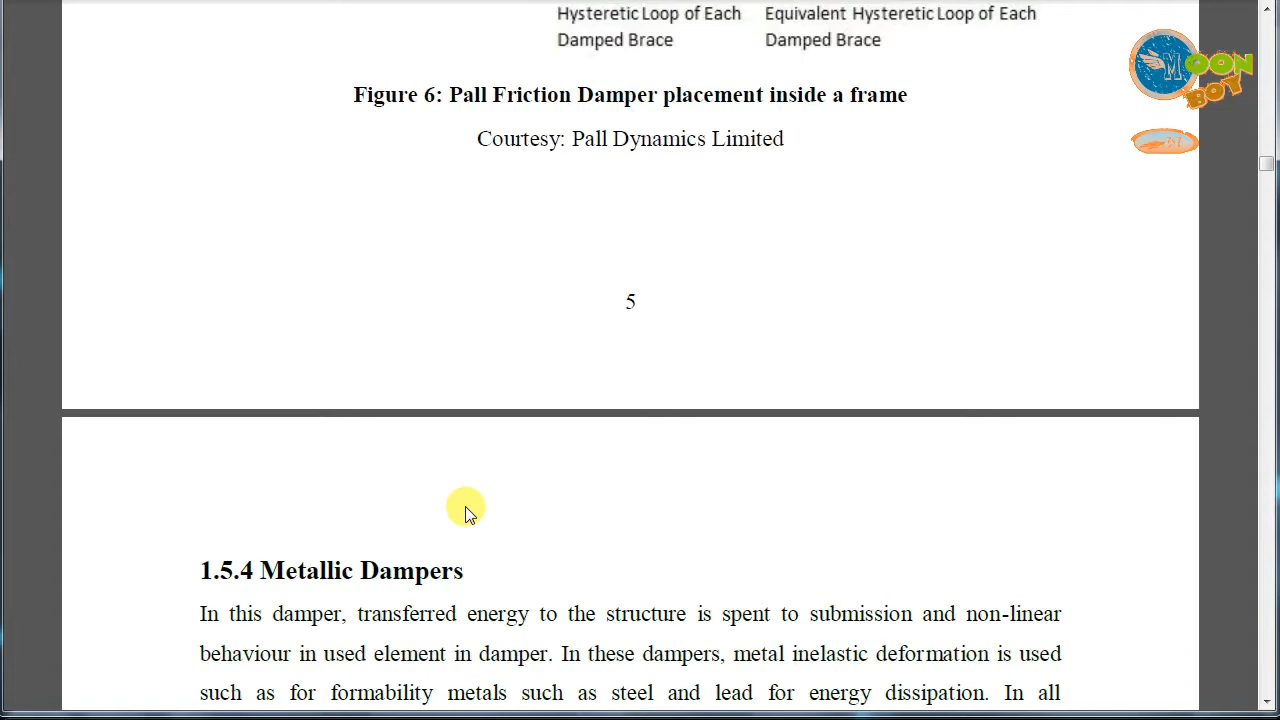 Hysteretic Loop of Each Equivalent Hysteretic Loop of Each
Damped Brace Damped Brace
MOON
BOY
Figure 6: Pall Friction Damper placement inside a frame
Courtesy: Pall Dynamics Limited
5
1.5.4 Metallic Dampers
In this damper, transferred energy to the structure is spent to submission and non-linear
behaviour in used element in damper. In these dampers, metal inelastic deformation is used
such as for formability metals such as steel and lead for energy dissipation. In all